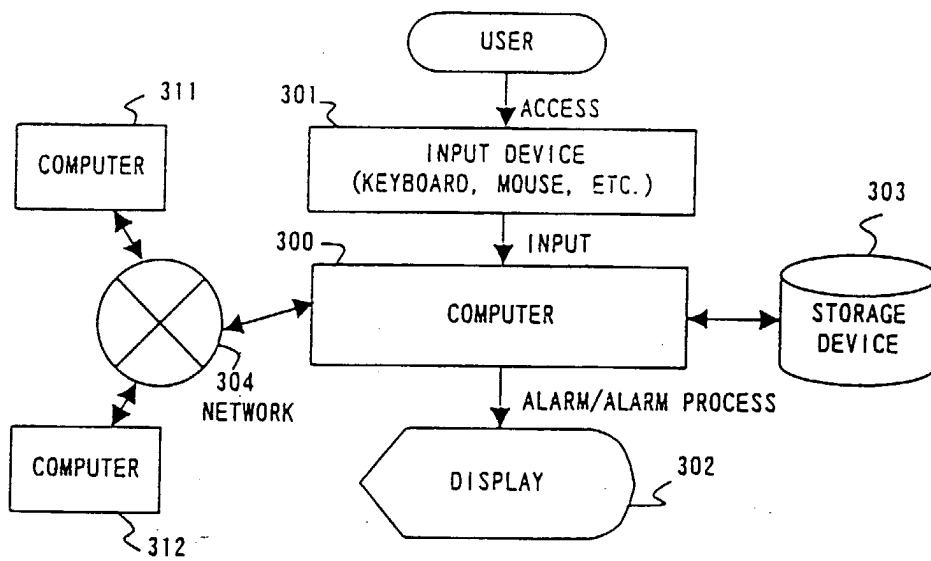 USER
311
301
ACCESS
COMPUTER
INPUT DEVICE
(KEYBOARD, MOUSE, ETC.)
303
300
INPUT
COMPUTER
STORAGE
DEVICE
304
NETWORK
ALARM/ALARM PROCESS
COMPUTER
DISPLAY
302
312